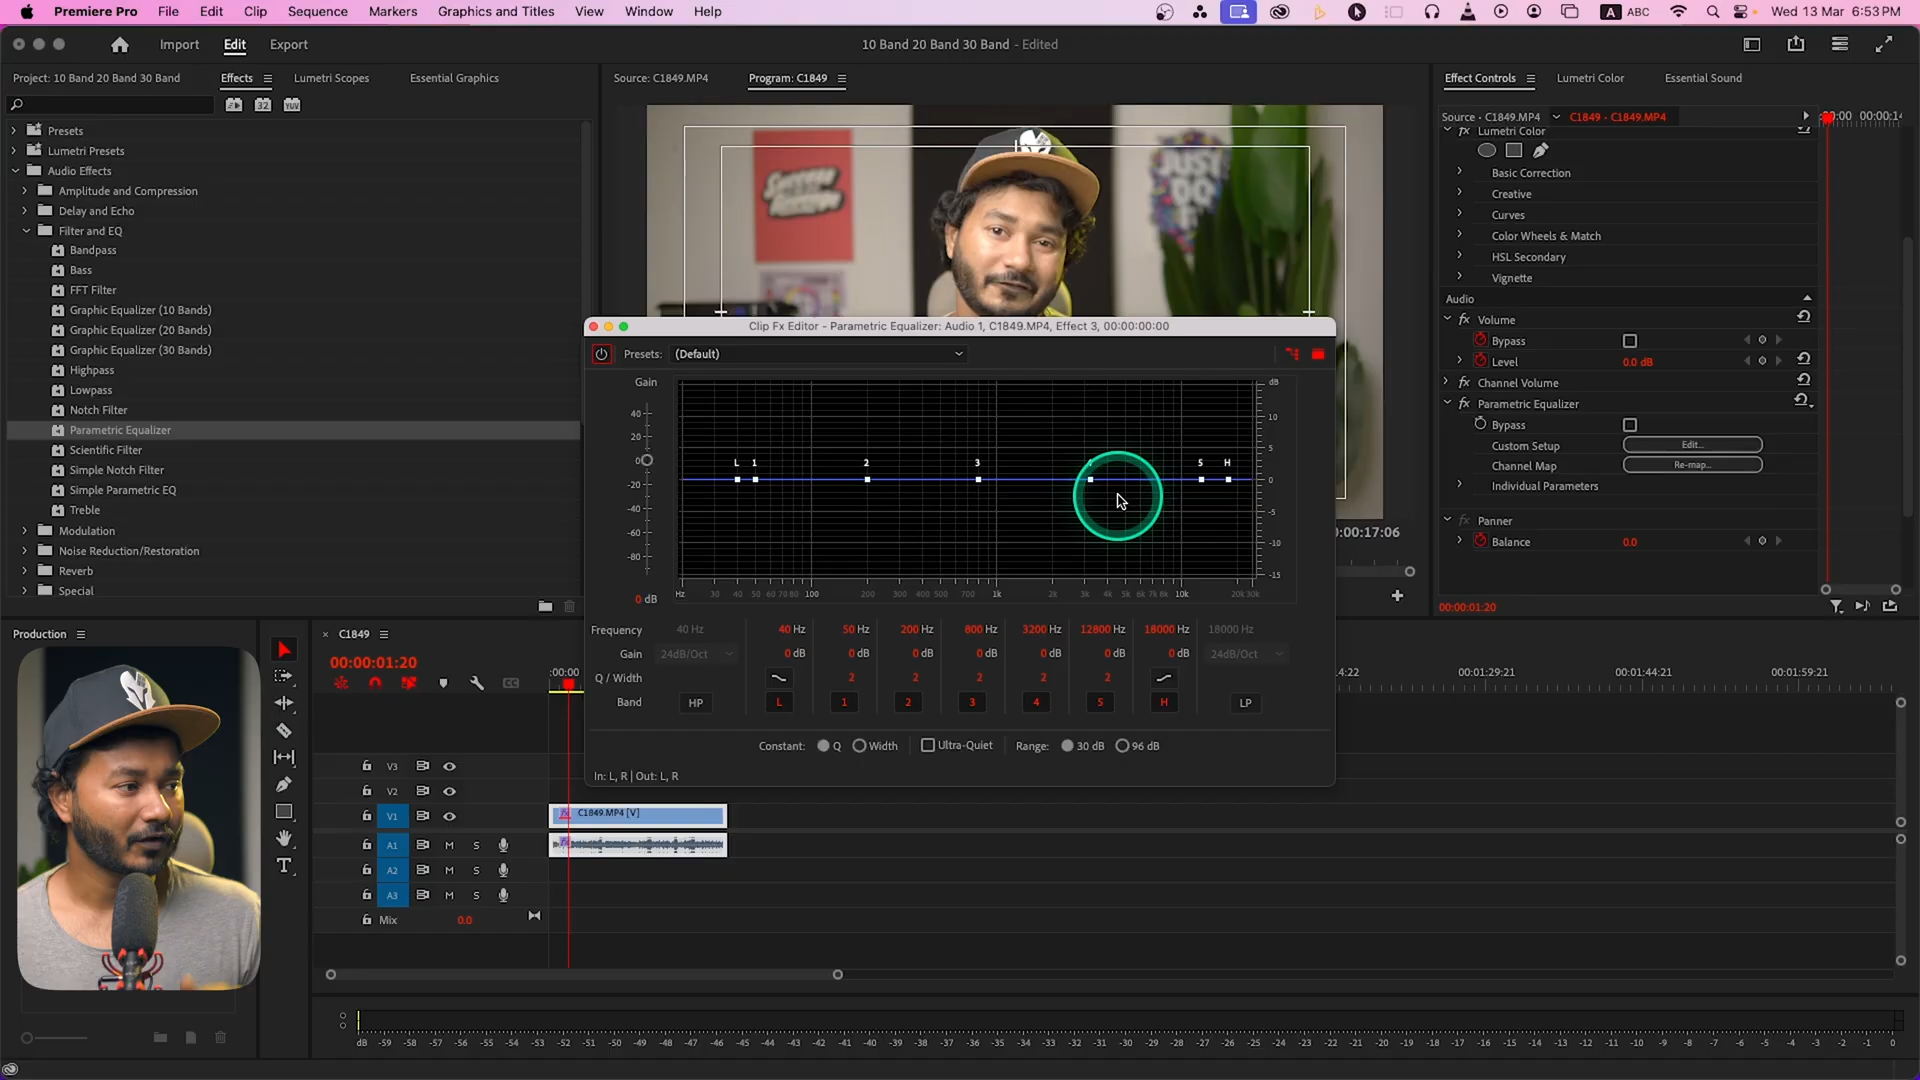 Premiere Pro File Edit Clip Sequence Markers Graphics and Titles View Window Help
A ABC Wed 13 Mar 6:53 PM
Import Edit Export
10 Band 20 Band 30 Band - Edited
Project: 10 Band 20 Band 30 Band Effects Lumetri Scopes Essential Graphics
32 YUV
Presets
Lumetri Presets
Audio Effects
Amplitude and Compression
Delay and Echo
Filter and EQ
Bandpass
Bass
FFT Filter
Graphic Equalizer (10 Bands)
Graphic Equalizer (20 Bands)
Graphic Equalizer (30 Bands)
Highpass
Lowpass
Notch Filter
Parametric Equalizer
Scientific Filter
Simple Notch Filter
Simple Parametric EQ
Treble
Modulation
Noise Reduction/Restoration
Reverb
Special
Source: C1849.MP4 Program: C1849
JUST DO
:00:17:06
Effect Controls Lumetri Color Essential Sound
Source · C1849.MP4 C1849 - C1849.MP4 :00:00 00:00:14
fx Lumetri Color
Basic Correction
Creative
Curves
Color Wheels & Match
HSL Secondary
Vignette
Audio
fx Volume
Bypass
Level 0.0 dB
fx Channel Volume
fx Parametric Equalizer
Bypass
Custom Setup Edit...
Channel Map Re-map...
Individual Parameters
fx Panner
Balance 0.0
00:00:01:20
Clip Fx Editor - Parametric Equalizer: Audio 1, C1849.MP4, Effect 3, 00:00:00:00
Presets: (Default)
Gain dB
40
20
0
-20
-40
-60
-80
0 dB
L 1 2 3 4 5 H
10
5
0
-5
-10
-15
Hz 30 40 50 60 70 80 100 200 300 400 500 1k 2k 3k 4k 5k 6k 7k 8k 10k 20k 30k
Frequency 40 Hz 40 Hz 50 Hz 200 Hz 800 Hz 3200 Hz 12800 Hz 18000 Hz 18000 Hz
Gain 24dB/Oct 0 dB 0 dB 0 dB 0 dB 0 dB 0 dB 0 dB 24dB/Oct
Q / Width 2 2 2 2 2
Band HP L 1 2 3 4 5 H LP
Constant: Q Width Ultra-Quiet Range: 30 dB 96 dB
In: L, R | Out: L, R
Production
× C1849
00:00:01:20
CC
:00:00 4:22 00:01:29:21 00:01:44:21 00:01:59:21
V3
V2
V1
fx C1849.MP4 [V]
A1 M S
A2 M S
A3 M S
Mix 0.0
T
dB -59 -58 -57 -56 -55 -54 -53 -52 -51 -50 -49 -48 -47 -46 -45 -44 -43 -42 -41 -40 -39 -38 -37 -36 -35 -34 -33 -32 -31 -30 -29 -28 -27 -26 -25 -24 -23 -22 -21 -20 -19 -18 -17 -16 -15 -14 -13 -12 -11 -10 -9 -8 -7 -6 -5 -4 -3 -2 -1 0